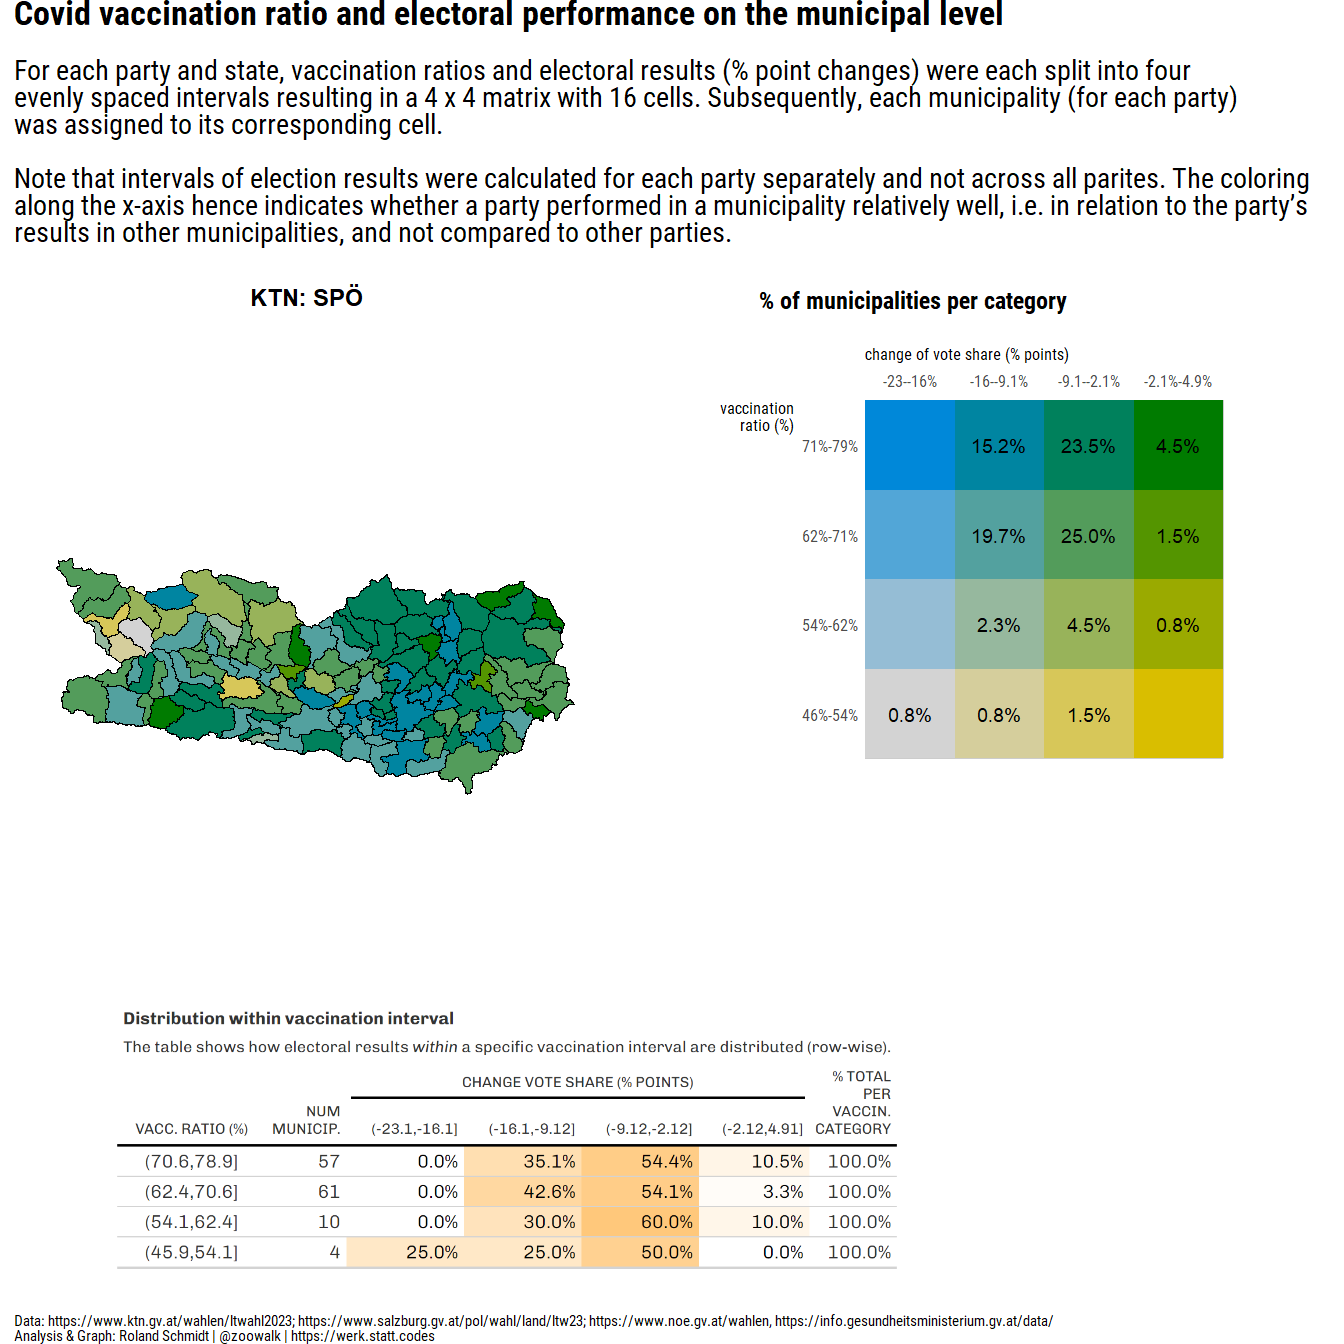 Covid vaccination ratio and electoral performance on the municipal level
For each party and state, vaccination ratios and electoral results (% point changes) were each split into four
evenly spaced intervals resulting in a 4 x 4 matrix with 16 cells. Subsequently, each municipality (for each party)
was assigned to its corresponding cell.
Note that intervals of election results were calculated for each party separately and not across all parites. The coloring
along the x-axis hence indicates whether a party performed in a municipality relatively well, i.e. in relation to the party's
results in other municipalities, and not compared to other parties.
KTN: SPÖ
% of municipalities per category
change of vote share (% points)
-23--16% -16--9.1% -9.1--2.1% -2.1%-4.9%
vaccination
ratio (%)
71%-79% 15.2% 23.5% 4.5%
62%-71% 19.7% 25.0% 1.5%
54%-62% 2.3% 4.5% 0.8%
46%-54% 0.8% 0.8% 1.5%
Distribution within vaccination interval
The table shows how electoral results within a specific vaccination interval are distributed (row-wise).
CHANGE VOTE SHARE (% POINTS)
% TOTAL
PER
VACCIN.
CATEGORY
NUM
MUNICIP.
VACC. RATIO (%) (-23.1,-16.1] (-16.1,-9.12] (-9.12,-2.12] (-2.12,4.91]
(70.6,78.9] 57 0.0% 35.1% 54.4% 10.5% 100.0%
(62.4,70.6] 61 0.0% 42.6% 54.1% 3.3% 100.0%
(54.1,62.4] 10 0.0% 30.0% 60.0% 10.0% 100.0%
(45.9,54.1] 4 25.0% 25.0% 50.0% 0.0% 100.0%
Data: https://www.ktn.gv.at/wahlen/ltwahl2023; https://www.salzburg.gv.at/pol/wahl/land/ltw23; https://www.noe.gv.at/wahlen, https://info.gesundheitsministerium.gv.at/data/
Analysis & Graph: Roland Schmidt | @zoowalk | https://werk.statt.codes